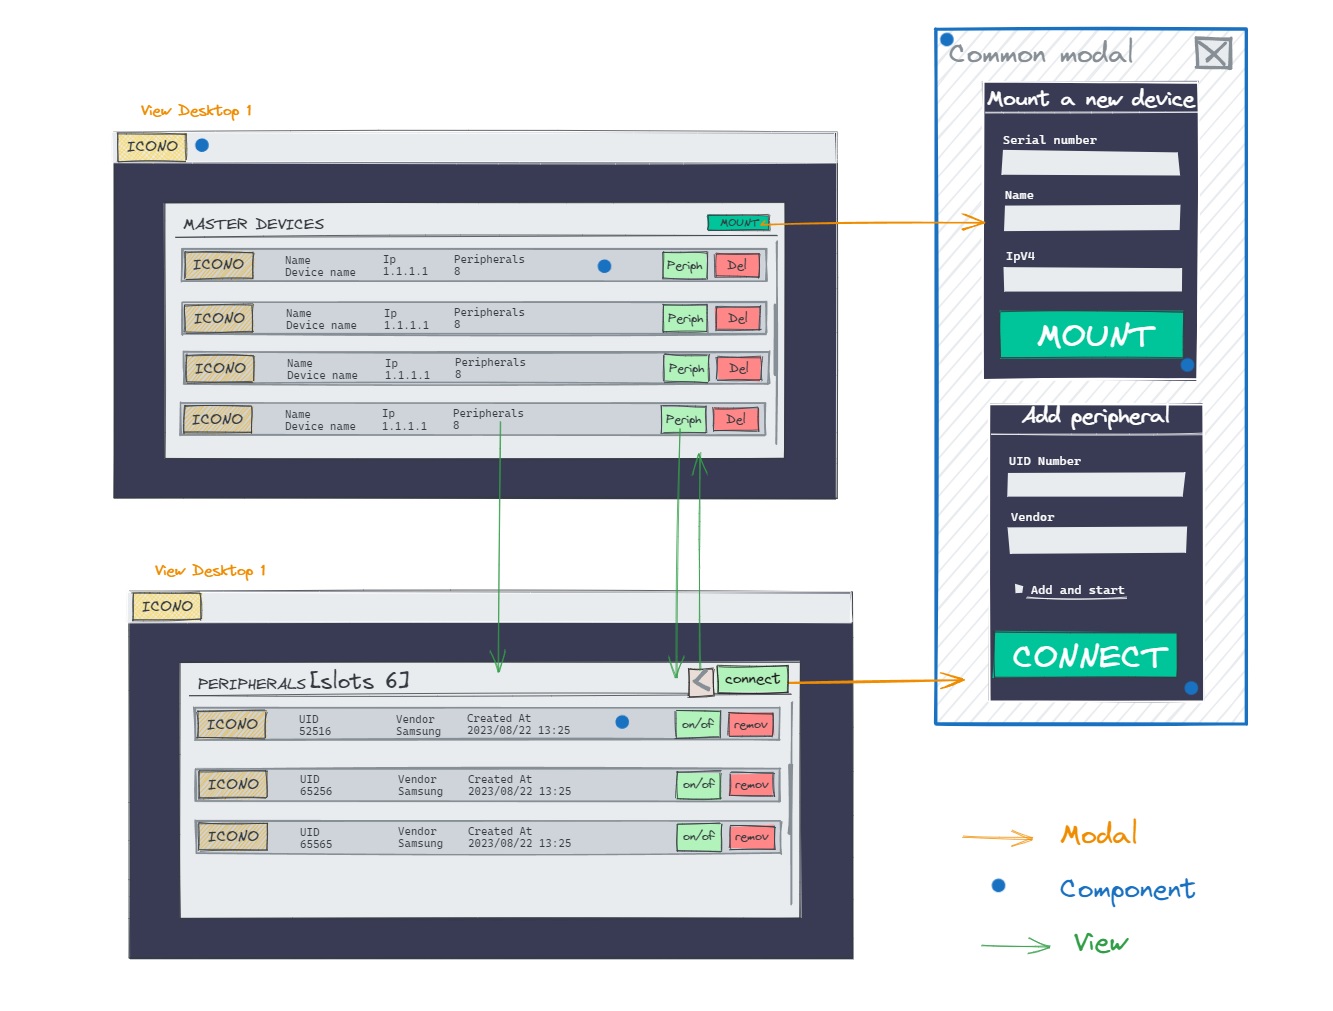 View Desktop 1
ICONO
MASTER DEVICES
MOUNT
ICONO
Name
Device name
Ip
1.1.1.1
Peripherals
8
Periph
Del
ICONO
Name
Device name
Ip
1.1.1.1
Peripherals
8
Periph
Del
ICONO
Name
Device name
Ip
1.1.1.1
Peripherals
8
Periph
Del
ICONO
Name
Device name
Ip
1.1.1.1
Peripherals
8
Periph
Del
View Desktop 1
ICONO
PERIPHERALS [slots 6]
<
connect
ICONO
UID
52516
Vendor
Samsung
Created At
2023/08/22 13:25
on/of
remov
ICONO
UID
65256
Vendor
Samsung
Created At
2023/08/22 13:25
on/of
remov
ICONO
UID
65565
Vendor
Samsung
Created At
2023/08/22 13:25
on/of
remov
Common modal
Mount a new device
Serial number
Name
IpV4
MOUNT
Add peripheral
UID Number
Vendor
Add and start
CONNECT
Modal
Component
View